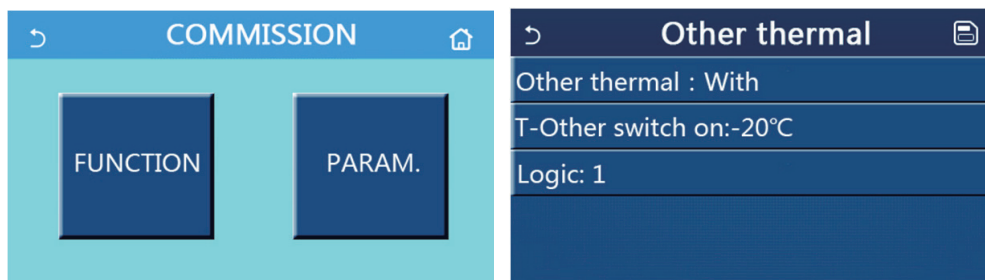 COMMISSION
FUNCTION
PARAM.
Other thermal
Other thermal : With
T-Other switch on:-20℃
Logic: 1